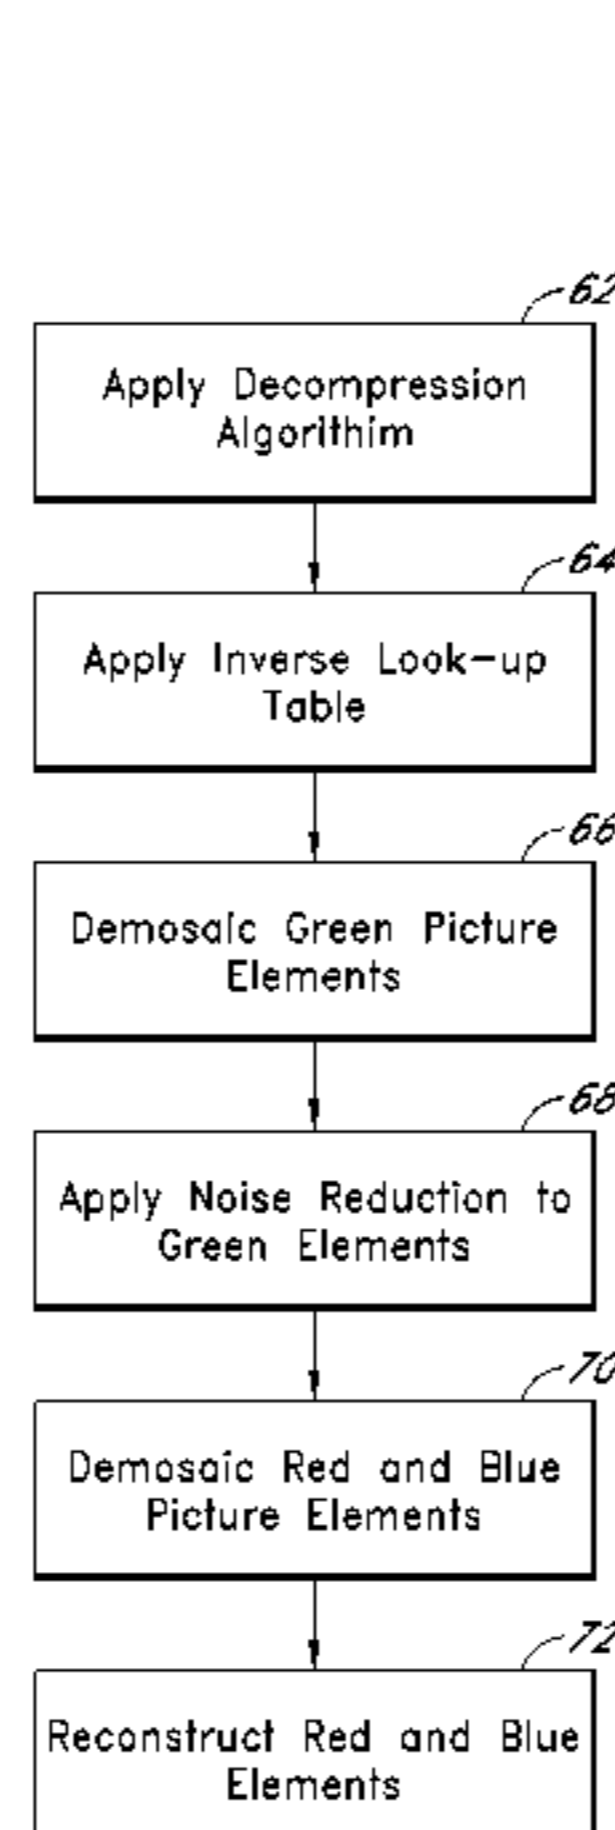 62
Apply Decompression
Algorithim
64
Apply Inverse Look-up
Table
66
Demosaic Green Picture
Elements
68
Apply Noise Reduction to
Green Elements
70
Demosaic Red and Blue
Picture Elements
72
Reconstruct Red and Blue
Elements